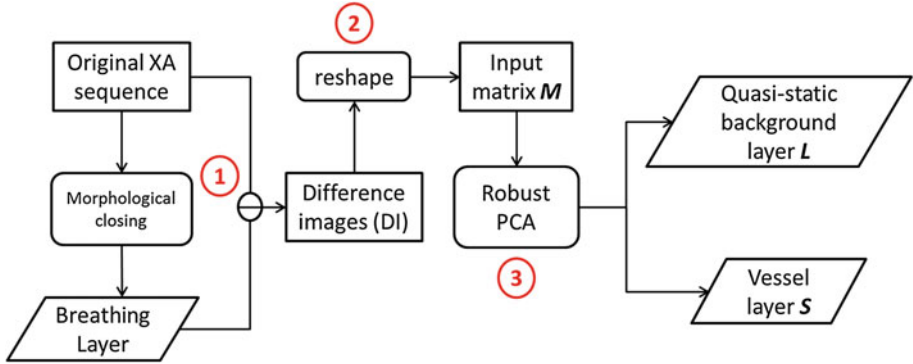 Original XA
sequence
Morphological
closing
Breathing
Layer
1
Difference
images (DI)
2
reshape
Input
matrix M
Robust
PCA
3
Quasi-static
background
layer L
Vessel
layer S